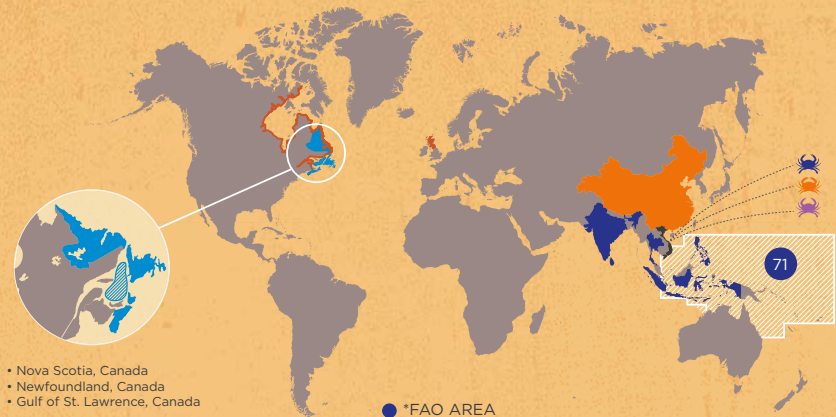 71
• Nova Scotia, Canada
• Newfoundland, Canada
• Gulf of St. Lawrence, Canada
*FAO AREA